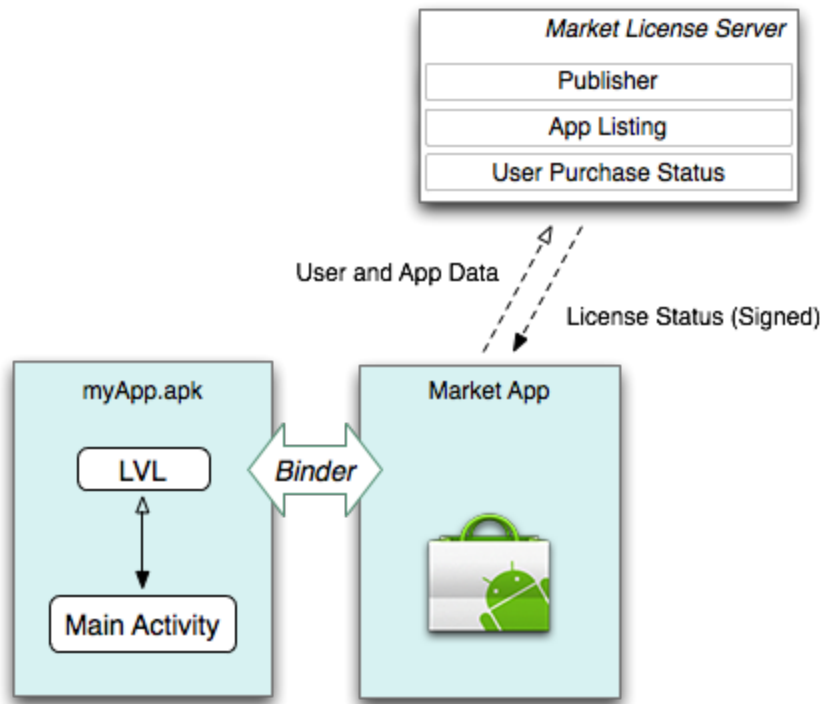 Market License Server
Publisher
App Listing
User Purchase Status
User and App Data
License Status (Signed)
myApp.apk
Market App
LVL
Binder
Main Activity